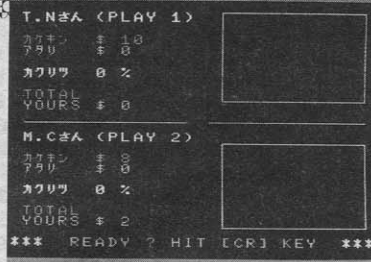 T.Nさん (PLAY 1)
カケキン $ 10
アタリ $ 0
カクリツ 0 %
TOTAL
YOURS $ 0
M.Cさん (PLAY 2)
カケキン $ 8
アタリ $ 0
カクリツ 0 %
TOTAL
YOURS $ 2
*** READY ? HIT [CR] KEY ***